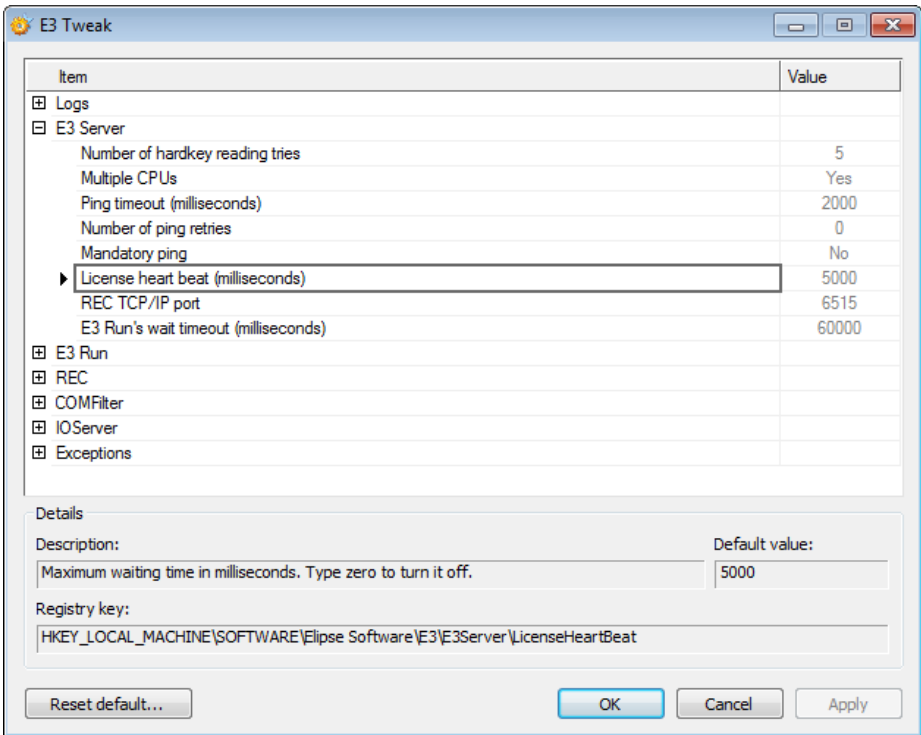 E3 Tweak
Item Value
Logs
E3 Server
Number of hardkey reading tries 5
Multiple CPUs Yes
Ping timeout (milliseconds) 2000
Number of ping retries 0
Mandatory ping No
License heart beat (milliseconds) 5000
REC TCP/IP port 6515
E3 Run's wait timeout (milliseconds) 60000
E3 Run
REC
COMFilter
IOServer
Exceptions
Details
Description: Default value:
Maximum waiting time in milliseconds. Type zero to turn it off. 5000
Registry key:
HKEY_LOCAL_MACHINE\SOFTWARE\Elipse Software\E3\E3Server\LicenseHeartBeat
Reset default... OK Cancel Apply